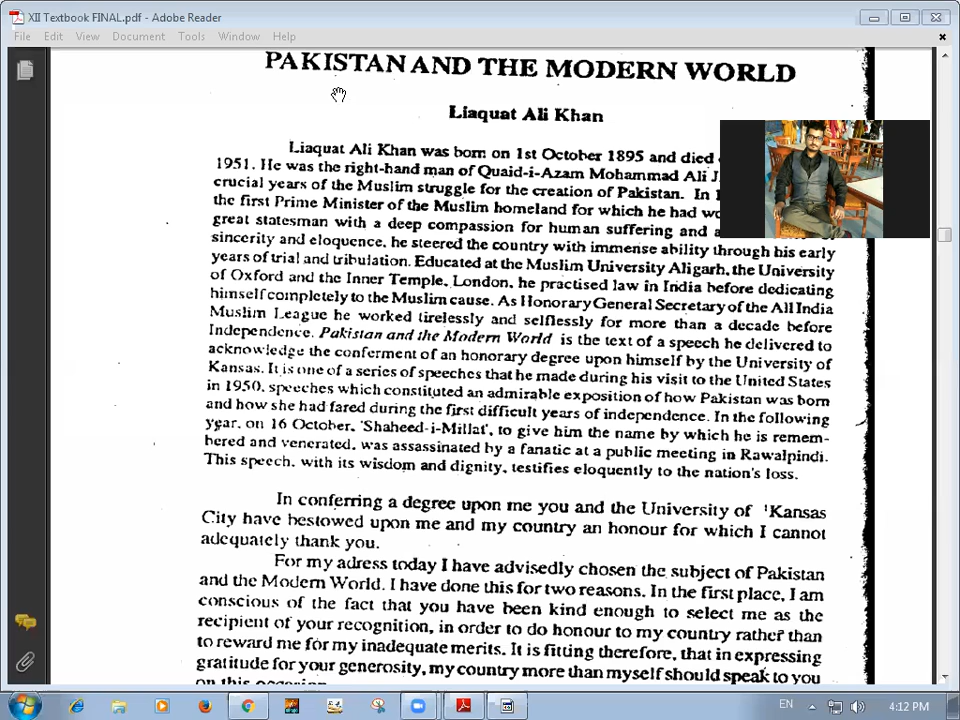 XII Textbook FINAL.pdf - Adobe Reader
File Edit View Document Tools Window Help
PAKISTAN AND THE MODERN WORLD
Liaquat Ali Khan
Liaquat Ali Khan was born on 1st October 1895 and died
1951. He was the right-hand man of Quaid-i-Azam Mohammad Ali
crucial years of the Muslim struggle for the creation of Pakistan. In
the first Prime Minister of the Muslim homeland for which he had
great statesman with a deep compassion for human suffering and
sincerity and eloquence, he steered the country with immense ability through his early
years of trial and tribulation. Educated at the Muslim University Aligarh, the University
of Oxford and the Inner Temple, London, he practised law in India before dedicating
himself completely to the Muslim cause. As Honorary General Secretary of the All India
Muslim League he worked tirelessly and selflessly for more than a decade before
Independence. Pakistan and the Modern World is the text of a speech he delivered to
acknowledge the conferment of an honorary degree upon himself by the University of
Kansas. It is one of a series of speeches that he made during his visit to the United States
in 1950, speeches which constituted an admirable exposition of how Pakistan was born
and how she had fared during the first difficult years of independence. In the following
year, on 16 October, 'Shaheed-i-Millat', to give him the name by which he is remem-
bered and venerated, was assassinated by a fanatic at a public meeting in Rawalpindi.
This speech, with its wisdom and dignity, testifies eloquently to the nation's loss.
In conferring a degree upon me you and the University of 'Kansas
City have bestowed upon me and my country an honour for which I cannot
adequately thank you.
For my adress today I have advisedly chosen the subject of Pakistan
and the Modern World. I have done this for two reasons. In the first place, I am
conscious of the fact that you have been kind enough to select me as the
recipient of your recognition, in order to do honour to my country rather than
to reward me for my inadequate merits. It is fitting therefore, that in expressing
gratitude for your generosity, my country more than myself should speak to you
on this occasion
EN 4:12 PM